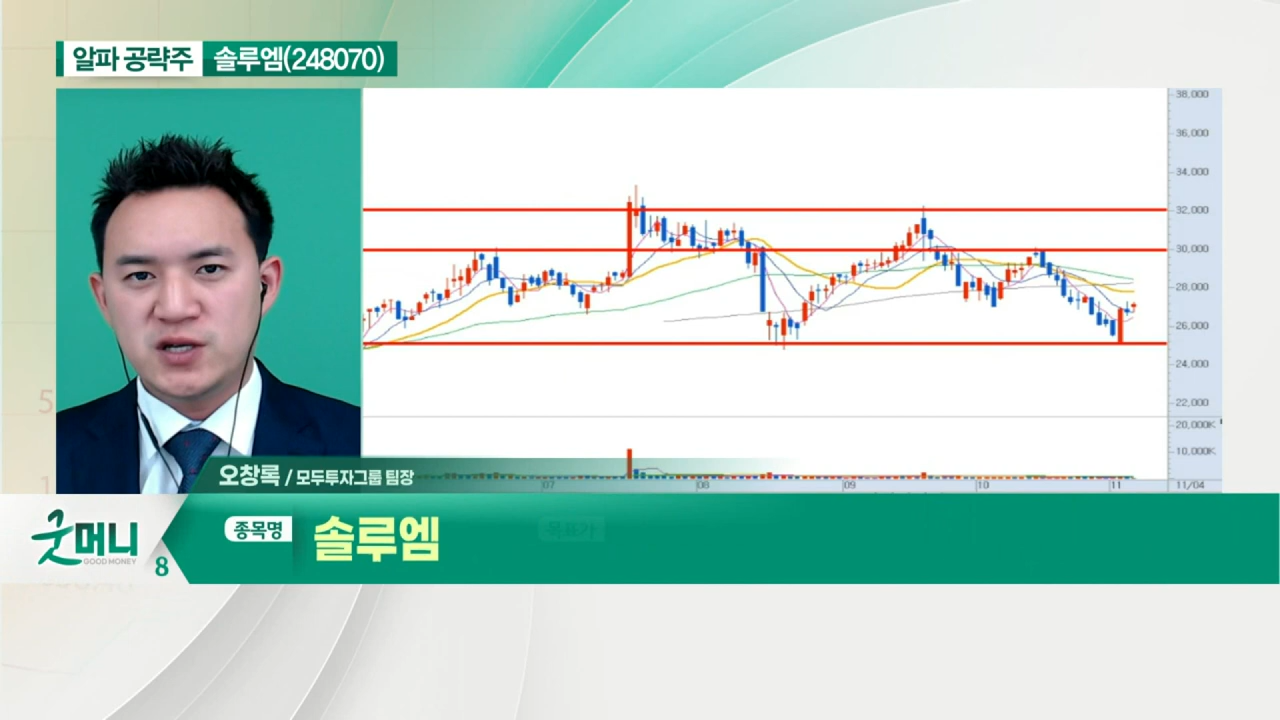 알파 공략주 솔루엠(248070)
38,000
36,000
34,000
32,000
30,000
28,000
26,000
24,000
22,000
20,000K
10,000K
07 08 09 10 11 11/04
오창록 / 모두투자그룹 팀장
종목명 솔루엠 목표가
굿머니
GOOD MONEY
8